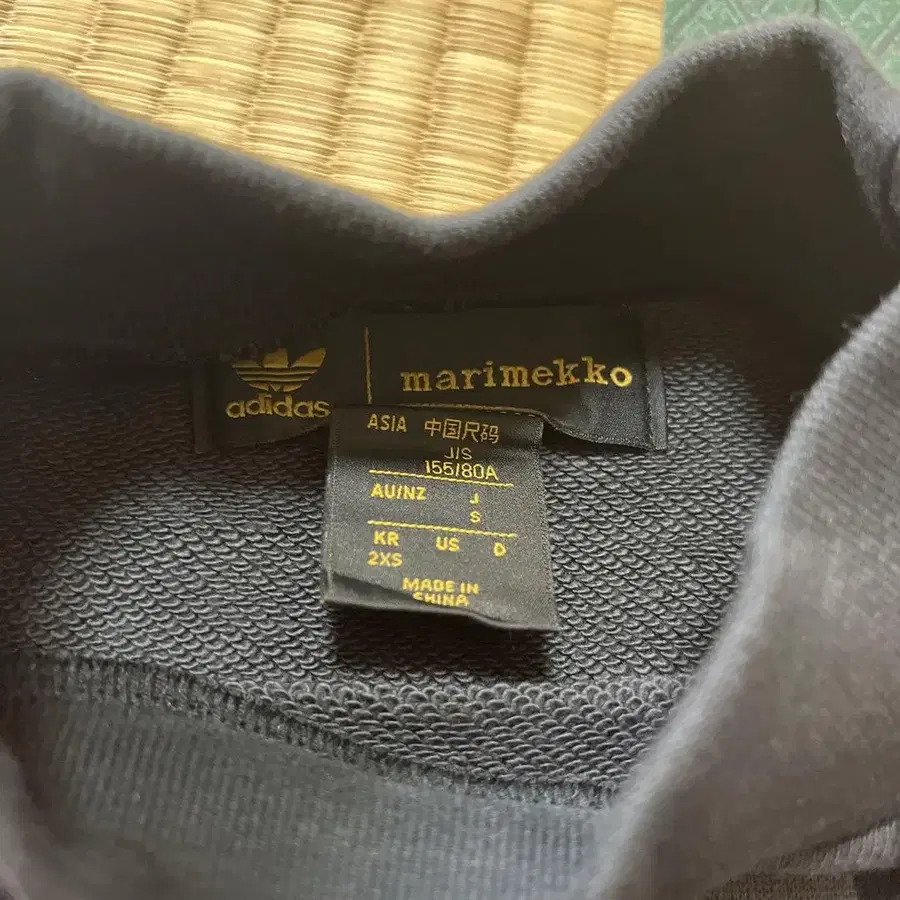 adidas
marimekko
ASIA 中国尺码
J/S
155/80A
AU/NZ J
S
KR US D
2XS
MADE IN
CHINA